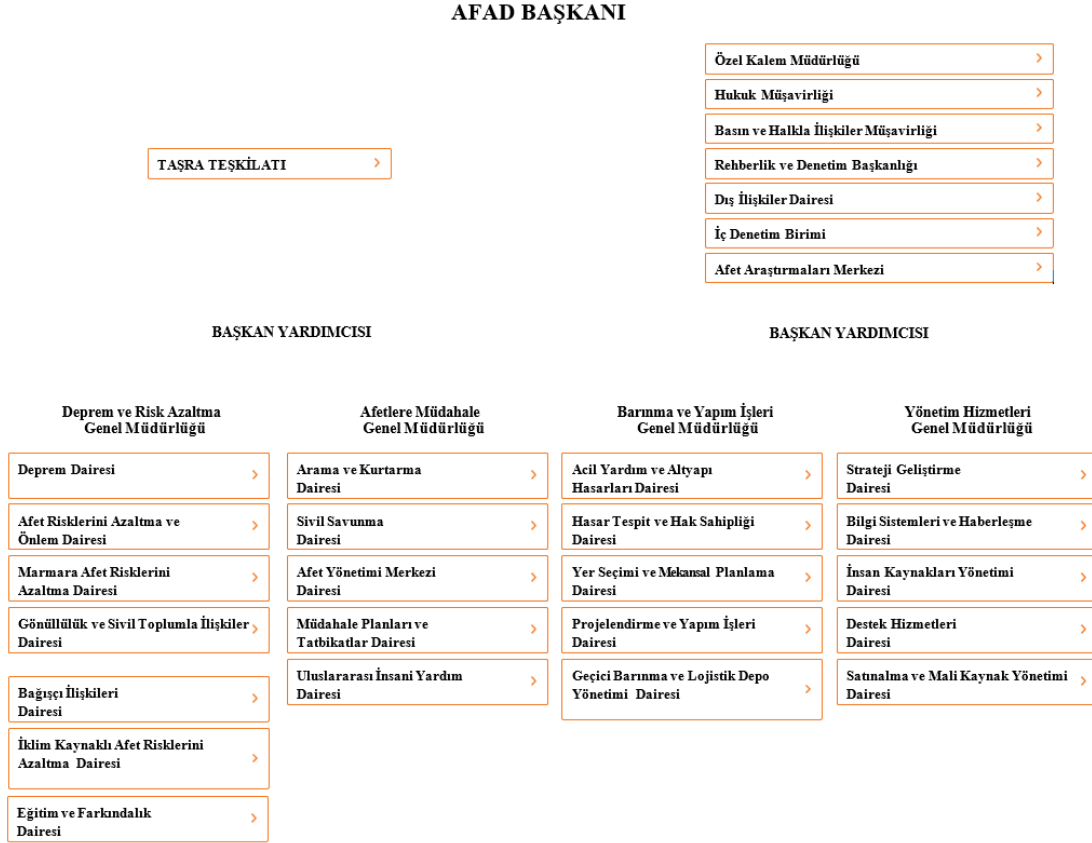 AFAD BAŞKANI
Özel Kalem Müdürlüğü
Hukuk Müşavirliği
Basın ve Halkla İlişkiler Müşavirliği
TAŞRA TEŞKİLATI
Rehberlik ve Denetim Başkanlığı
Dış İlişkiler Dairesi
İç Denetim Birimi
Afet Araştırmaları Merkezi
BAŞKAN YARDIMCISI
BAŞKAN YARDIMCISI
Deprem ve Risk Azaltma
Genel Müdürlüğü
Deprem Dairesi
Afet Risklerini Azaltma ve
Önlem Dairesi
Marmara Afet Risklerini
Azaltma Dairesi
Gönüllülük ve Sivil Toplumla İlişkiler
Dairesi
Bağışçı İlişkileri
Dairesi
İklim Kaynaklı Afet Risklerini
Azaltma Dairesi
Eğitim ve Farkındalık
Dairesi
Afetlere Müdahale
Genel Müdürlüğü
Arama ve Kurtarma
Dairesi
Sivil Savunma
Dairesi
Afet Yönetimi Merkezi
Dairesi
Müdahale Planları ve
Tatbikatlar Dairesi
Uluslararası İnsani Yardım
Dairesi
Barınma ve Yapım İşleri
Genel Müdürlüğü
Acil Yardım ve Altyapı
Hasarları Dairesi
Hasar Tespit ve Hak Sahipliği
Dairesi
Yer Seçimi ve Mekansal Planlama
Dairesi
Projelendirme ve Yapım İşleri
Dairesi
Geçici Barınma ve Lojistik Depo
Yönetimi Dairesi
Yönetim Hizmetleri
Genel Müdürlüğü
Strateji Geliştirme
Dairesi
Bilgi Sistemleri ve Haberleşme
Dairesi
İnsan Kaynakları Yönetimi
Dairesi
Destek Hizmetleri
Dairesi
Satınalma ve Mali Kaynak Yönetimi
Dairesi